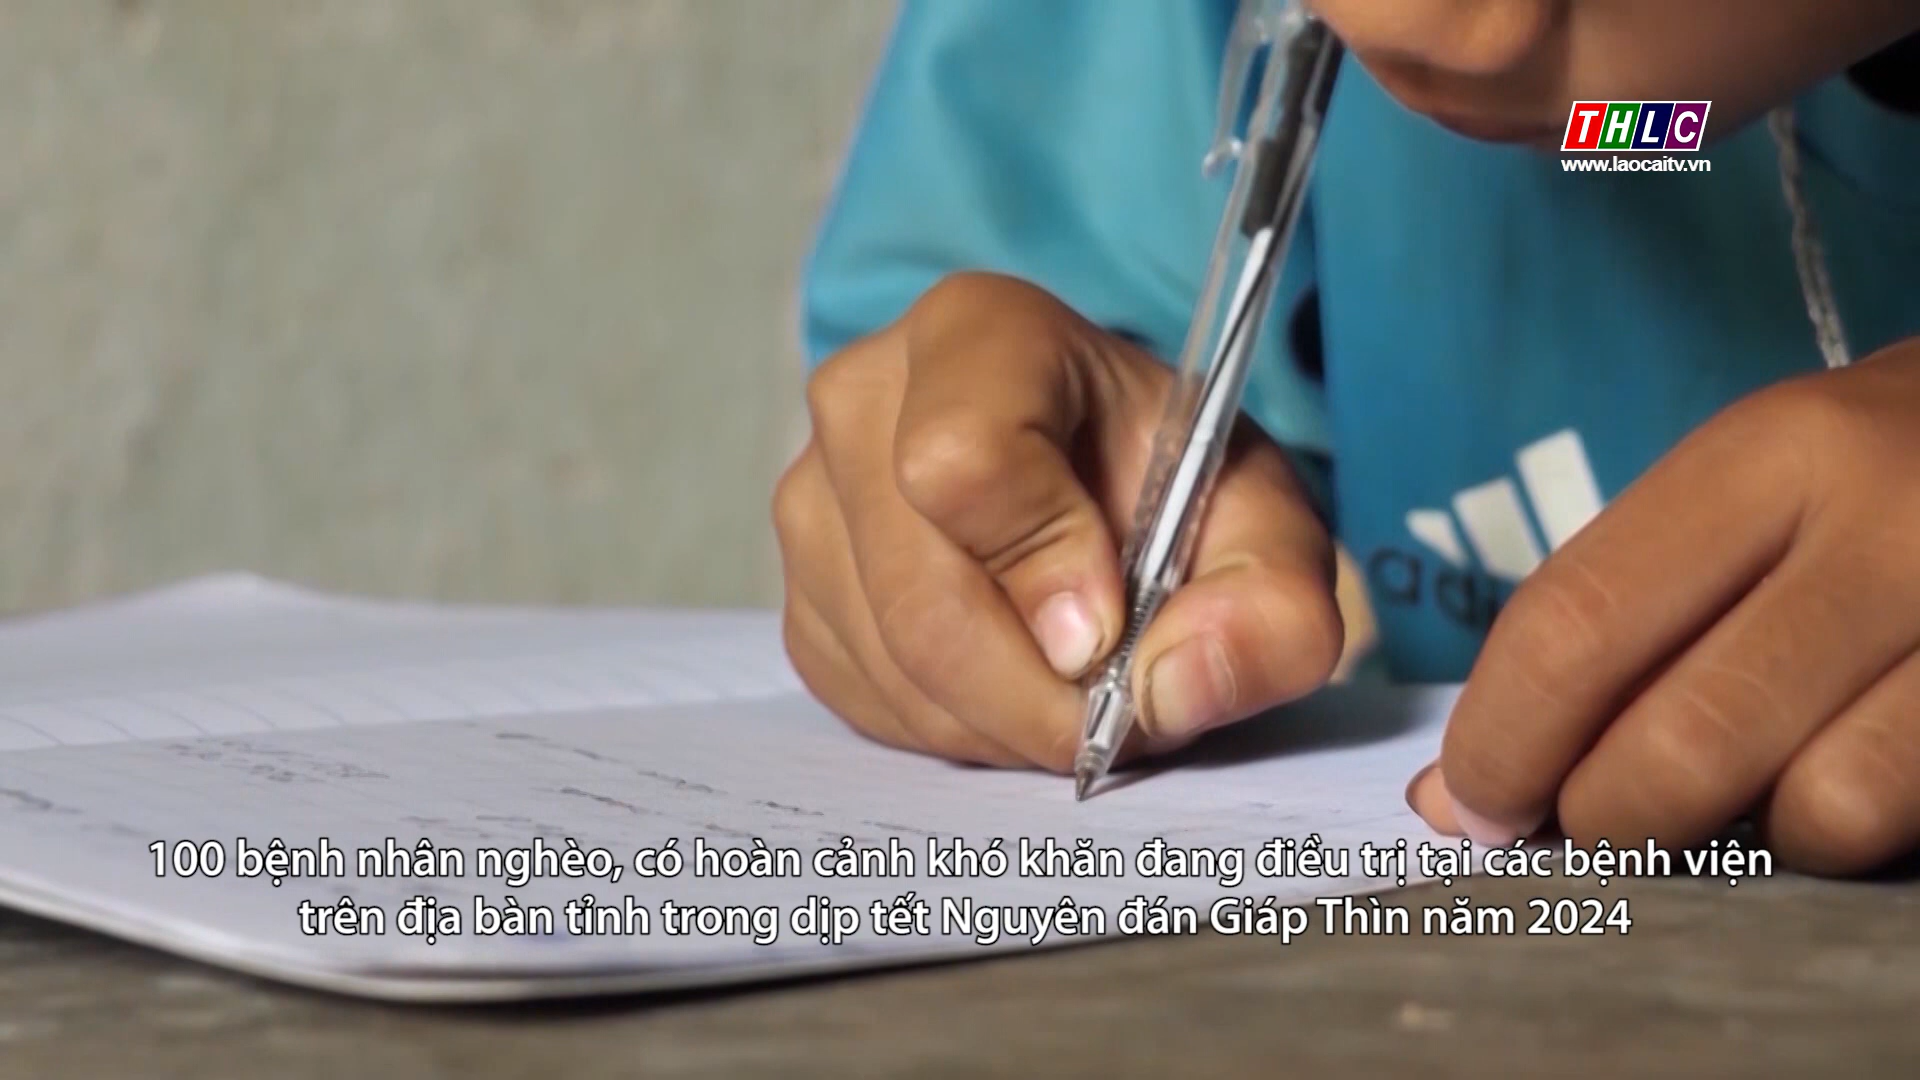 THLC
www.laocaitv.vn
adi
100 bệnh nhân nghèo, có hoàn cảnh khó khăn đang điều trị tại các bệnh viện
trên địa bàn tỉnh trong dịp tết Nguyên đán Giáp Thìn năm 2024